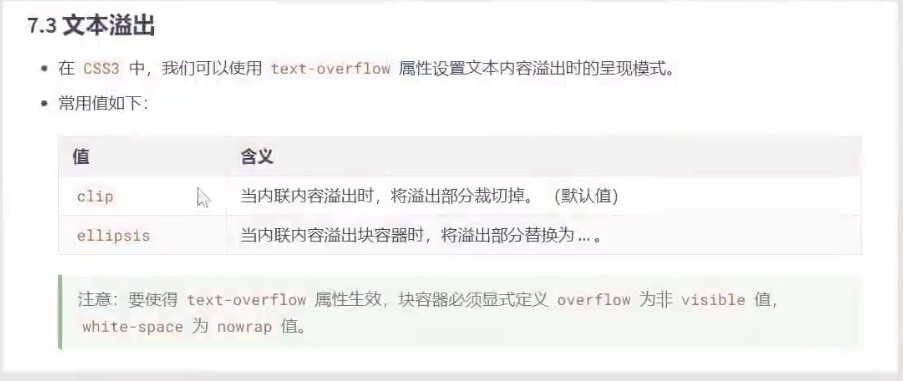 7.3 文本溢出
• 在 CSS3 中，我们可以使用 text-overflow 属性设置文本内容溢出时的呈现模式。
• 常用值如下：
值 含义
clip 当内联内容溢出时，将溢出部分裁切掉。 （默认值）
ellipsis 当内联内容溢出块容器时，将溢出部分替换为 ... 。
注意：要使得 text-overflow 属性生效，块容器必须显式定义 overflow 为非 visible 值，
white-space 为 nowrap 值。